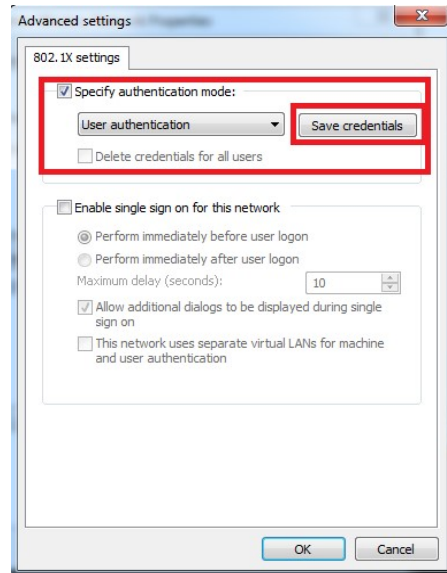 Advanced settings
802.1X settings
Specify authentication mode:
User authentication
Save credentials
Delete credentials for all users
Enable single sign on for this network
Perform immediately before user logon
Perform immediately after user logon
Maximum delay (seconds):
10
Allow additional dialogs to be displayed during single
sign on
This network uses separate virtual LANs for machine
and user authentication
OK
Cancel